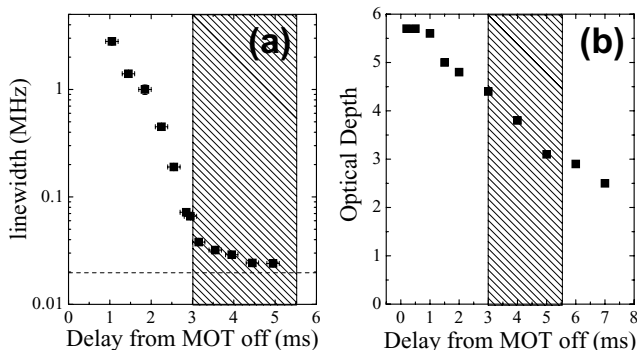 (a)
linewidth (MHz)
1
0.1
0.01
0 1 2 3 4 5 6
Delay from MOT off (ms)
(b)
Optical Depth
6
5
4
3
2
1
0
0 1 2 3 4 5 6 7 8
Delay from MOT off (ms)